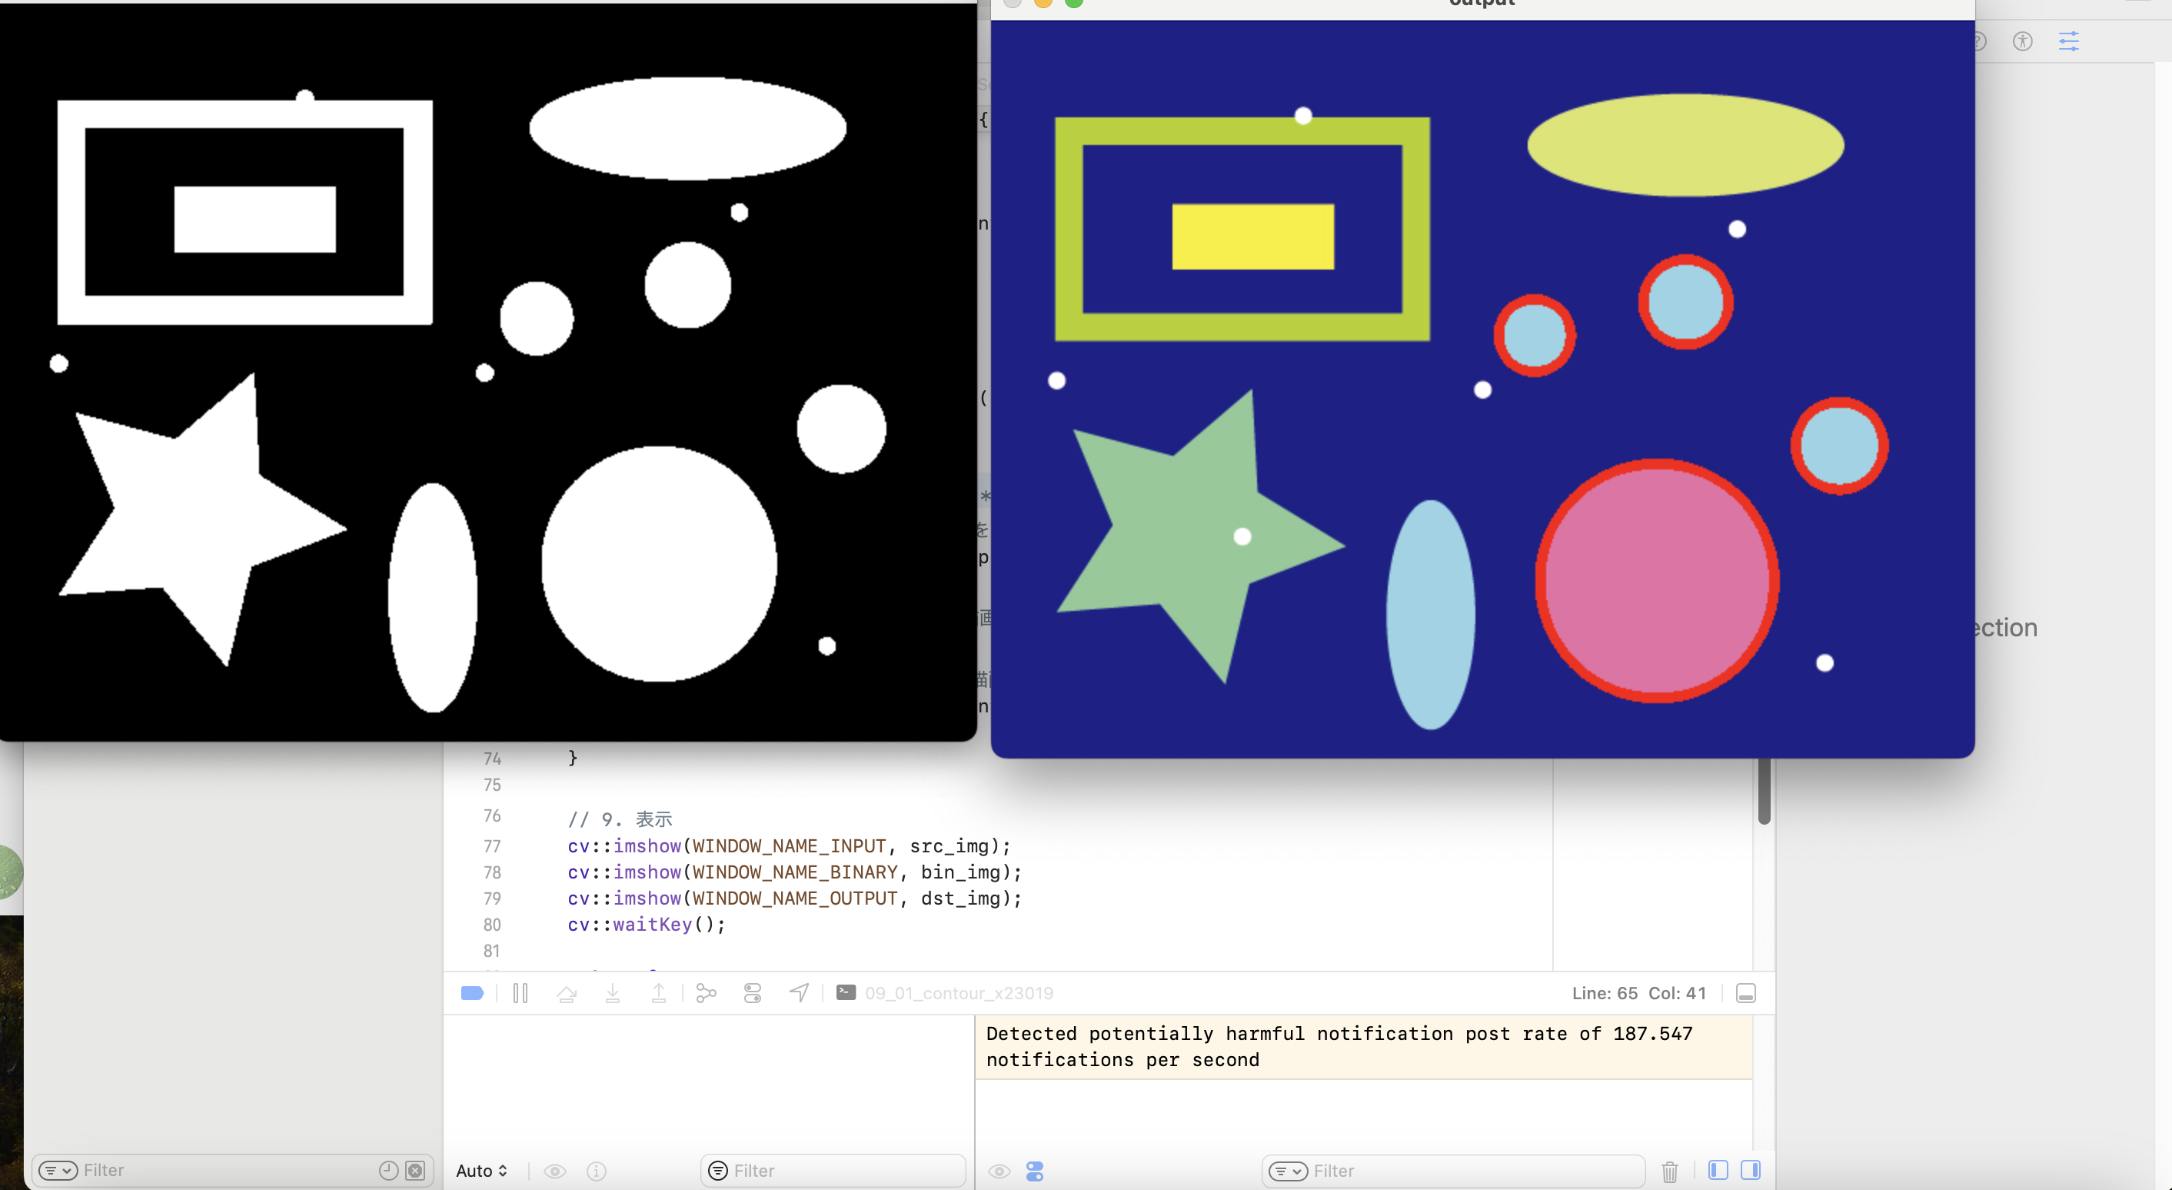 output
{
n
(
*
を
p
n
ection
74 }
75
76 // 9. 表示
77 cv::imshow(WINDOW_NAME_INPUT, src_img);
78 cv::imshow(WINDOW_NAME_BINARY, bin_img);
79 cv::imshow(WINDOW_NAME_OUTPUT, dst_img);
80 cv::waitKey();
81
09_01_contour_x23019
Line: 65 Col: 41
Detected potentially harmful notification post rate of 187.547
notifications per second
Filter
Auto
Filter
Filter